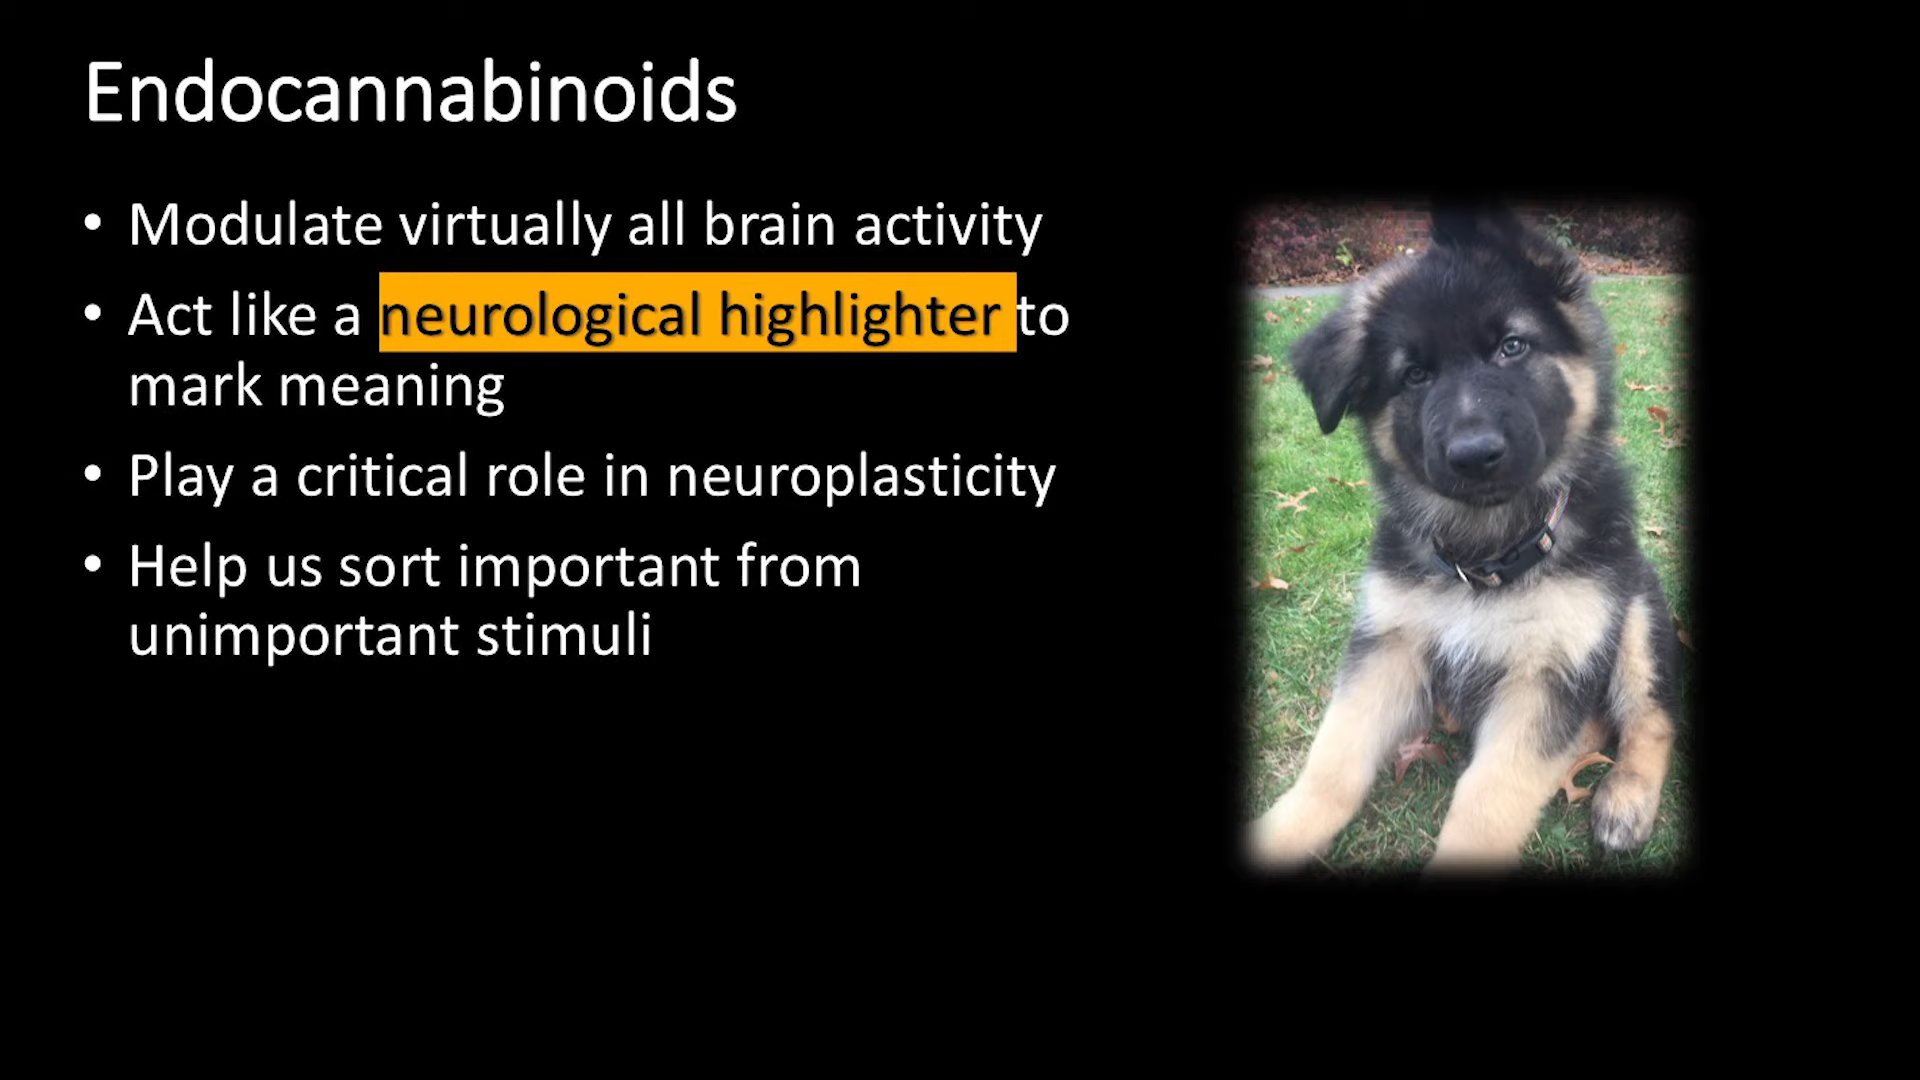 Endocannabinoids
• Modulate virtually all brain activity
• Act like a neurological highlighter to
mark meaning
• Play a critical role in neuroplasticity
• Help us sort important from
unimportant stimuli